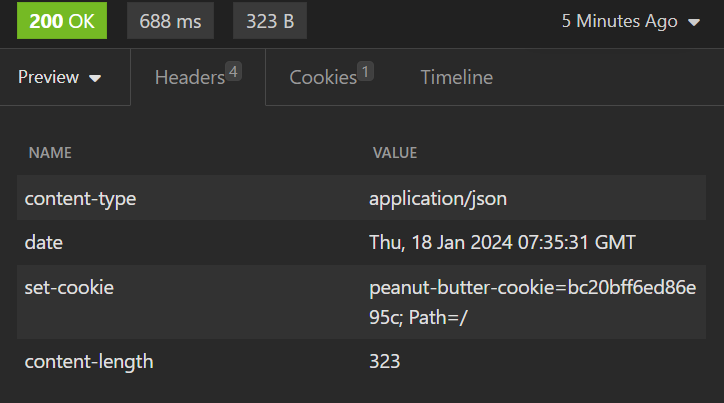 200 OK 688 ms 323 B 5 Minutes Ago
Preview Headers 4 Cookies 1 Timeline
NAME VALUE
content-type application/json
date Thu, 18 Jan 2024 07:35:31 GMT
set-cookie peanut-butter-cookie=bc20bff6ed86e
95c; Path=/
content-length 323